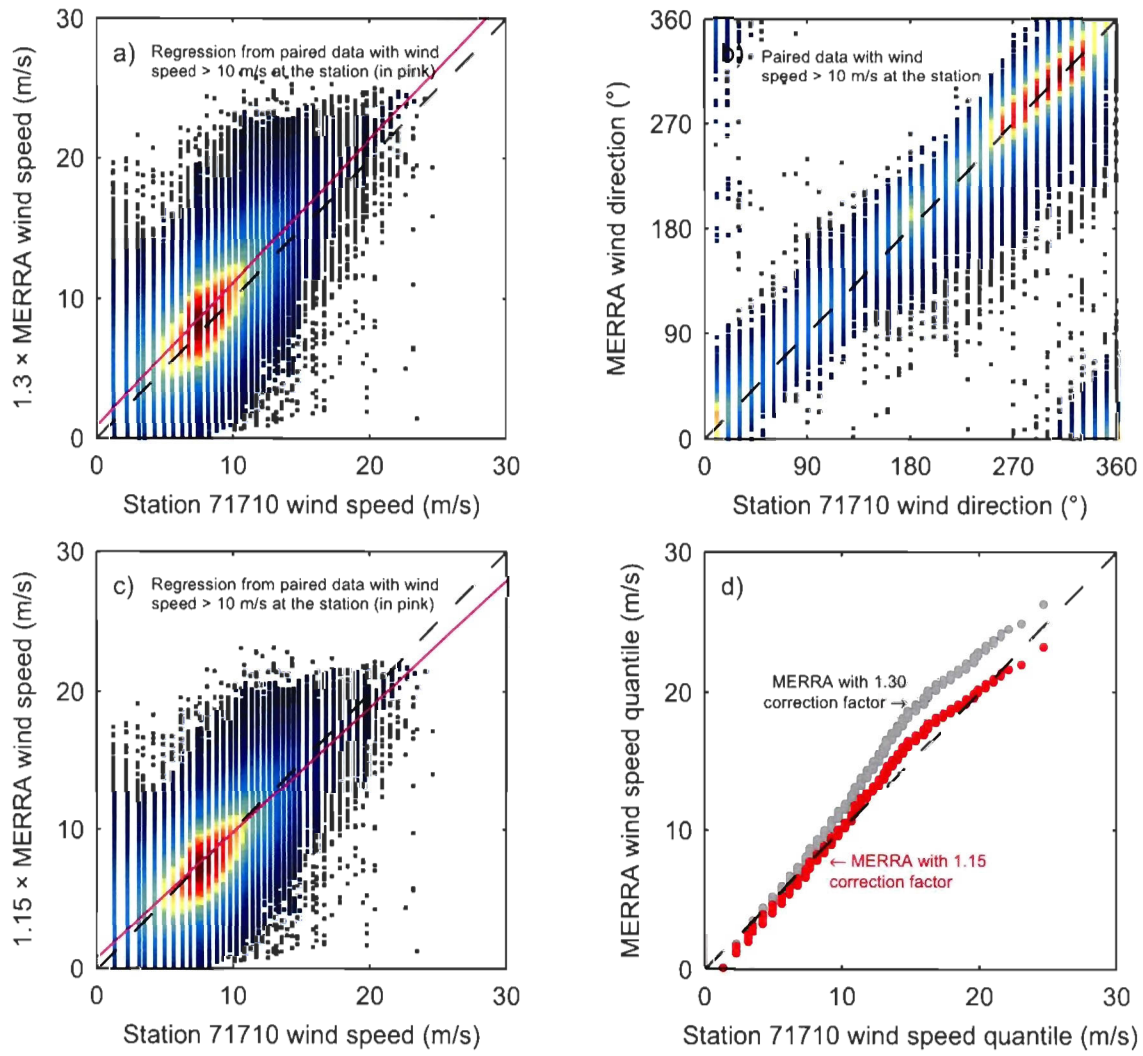 a) Regression from paired data with wind
speed > 10 m/s at the station (in pink)
30
20
10
0
0 10 20 30
1.3 × MERRA wind speed (m/s)
Station 71710 wind speed (m/s)
b) Paired data with wind
speed > 10 m/s at the station
360
270
180
90
0
0 90 180 270 360
MERRA wind direction (°)
Station 71710 wind direction (°)
c) Regression from paired data with wind
speed > 10 m/s at the station (in pink)
30
20
10
0
0 10 20 30
1.15 × MERRA wind speed (m/s)
Station 71710 wind speed (m/s)
d)
MERRA with 1.30
correction factor →
← MERRA with 1.15
correction factor
30
20
10
0
0 10 20 30
MERRA wind speed quantile (m/s)
Station 71710 wind speed quantile (m/s)